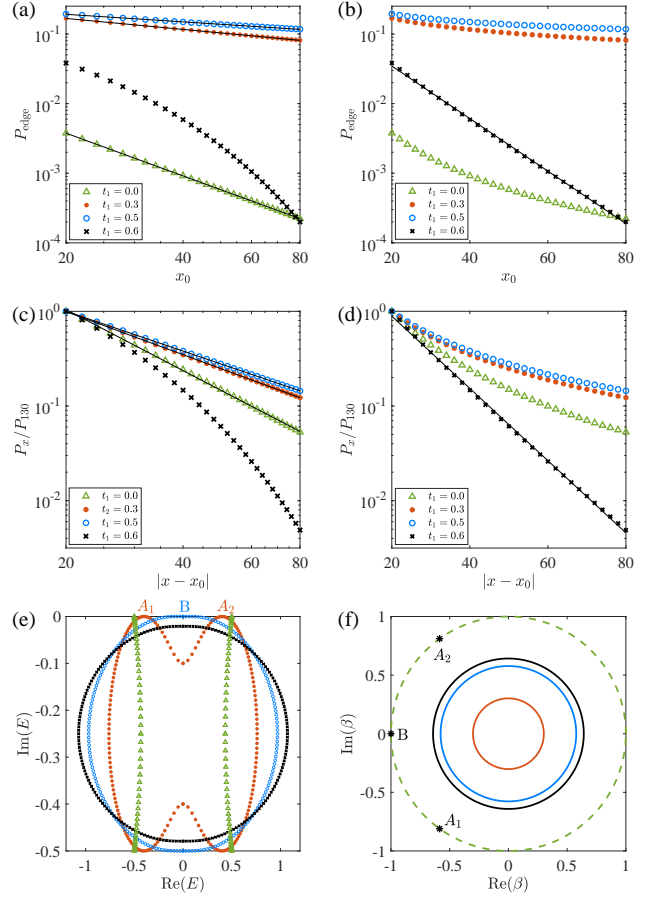 (a)
(b)
P_edge
10^-1
10^-2
10^-3
10^-4
t_1 = 0.0
t_1 = 0.3
t_1 = 0.5
t_1 = 0.6
20
40
60
80
x_0
P_edge
10^-1
10^-2
10^-3
10^-4
t_1 = 0.0
t_1 = 0.3
t_1 = 0.5
t_1 = 0.6
20
40
60
80
x_0
(c)
(d)
P_x/P_130
10^0
10^-1
10^-2
t_1 = 0.0
t_2 = 0.3
t_1 = 0.5
t_1 = 0.6
20
40
60
80
|x − x_0|
P_x/P_130
10^0
10^-1
10^-2
t_1 = 0.0
t_1 = 0.3
t_1 = 0.5
t_1 = 0.6
20
40
60
80
|x − x_0|
(e)
A_1 B A_2
Im(E)
0
-0.1
-0.2
-0.3
-0.4
-0.5
-1 -0.5 0 0.5 1
Re(E)
(f)
Im(β)
1
0.5
0
-0.5
-1
A_2
B
A_1
-1 -0.5 0 0.5 1
Re(β)